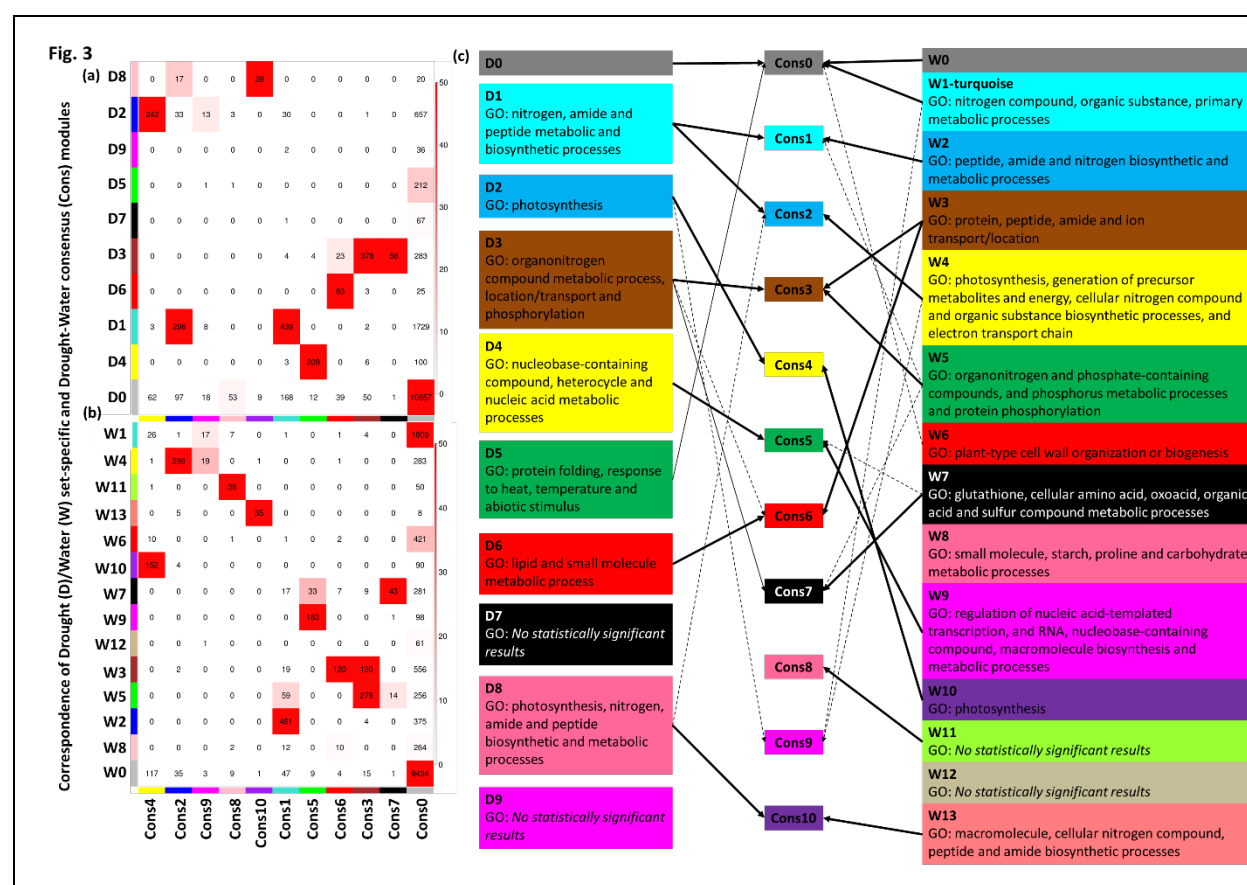 Fig. 3
(a)
Correspondence of Drought (D)/Water (W) set-specific and Drought-Water consensus (Cons) modules
D8 0 17 0 0 28 0 0 0 0 0 20
D2 242 33 13 3 0 30 0 0 1 0 657
D9 0 0 0 0 0 2 0 0 0 0 36
D5 0 0 1 1 0 0 0 0 0 0 212
D7 0 0 0 0 0 1 0 0 0 0 67
D3 0 0 0 0 0 4 4 23 58 283
D6 0 0 0 0 0 0 0 83 3 0 25
D1 3 296 8 0 0 439 0 0 2 0 1729
D4 0 0 0 0 0 3 209 0 6 0 100
D0 62 97 18 53 9 168 12 39 50 1 10857
50
40
30
20
10
0
(b)
W1 26 1 17 7 0 1 0 1 4 0
W4 1 398 19 0 1 0 0 0 0 0 283
W11 1 0 0 38 0 0 0 0 0 0 50
W13 0 5 0 0 35 0 0 0 0 0 8
W6 10 0 0 1 0 1 0 2 0 0 421
W10 152 4 0 0 0 0 0 0 0 0 90
W7 0 0 0 0 0 17 33 7 9 43 281
W9 0 0 0 0 0 0 183 0 0 1 98
W12 0 0 1 0 0 0 0 0 0 0 61
W3 0 2 0 0 0 19 0 120 130 0 556
W5 0 0 0 0 0 59 0 0 278 14 256
W2 0 0 0 0 0 491 0 0 4 0 375
W8 0 0 0 2 0 12 0 10 0 0 264
W0 117 35 3 9 1 47 9 4 15 1 9434
50
40
30
20
10
0
Cons4 Cons2 Cons9 Cons8 Cons10 Cons1 Cons5 Cons6 Cons3 Cons7 Cons0
(c)
D0
D1
GO: nitrogen, amide and
peptide metabolic and
biosynthetic processes
D2
GO: photosynthesis
D3
GO: organonitrogen
compound metabolic process,
location/transport and
phosphorylation
D4
GO: nucleobase-containing
compound, heterocycle and
nucleic acid metabolic
processes
D5
GO: protein folding, response
to heat, temperature and
abiotic stimulus
D6
GO: lipid and small molecule
metabolic process
D7
GO: No statistically significant
results
D8
GO: photosynthesis, nitrogen,
amide and peptide
biosynthetic and metabolic
processes
D9
GO: No statistically significant
results
Cons0
Cons1
Cons2
Cons3
Cons4
Cons5
Cons6
Cons7
Cons8
Cons9
Cons10
W0
W1-turquoise
GO: nitrogen compound, organic substance, primary
metabolic processes
W2
GO: peptide, amide and nitrogen biosynthetic and
metabolic processes
W3
GO: protein, peptide, amide and ion
transport/location
W4
GO: photosynthesis, generation of precursor
metabolites and energy, cellular nitrogen compound
and organic substance biosynthetic processes, and
electron transport chain
W5
GO: organonitrogen and phosphate-containing
compounds, and phosphorus metabolic processes
and protein phosphorylation
W6
GO: plant-type cell wall organization or biogenesis
W7
GO: glutathione, cellular amino acid, oxoacid, organic
acid and sulfur compound metabolic processes
W8
GO: small molecule, starch, proline and carbohydrate
metabolic processes
W9
GO: regulation of nucleic acid-templated
transcription, and RNA, nucleobase-containing
compound, macromolecule biosynthesis and
metabolic processes
W10
GO: photosynthesis
W11
GO: No statistically significant results
W12
GO: No statistically significant results
W13
GO: macromolecule, cellular nitrogen compound,
peptide and amide biosynthetic processes